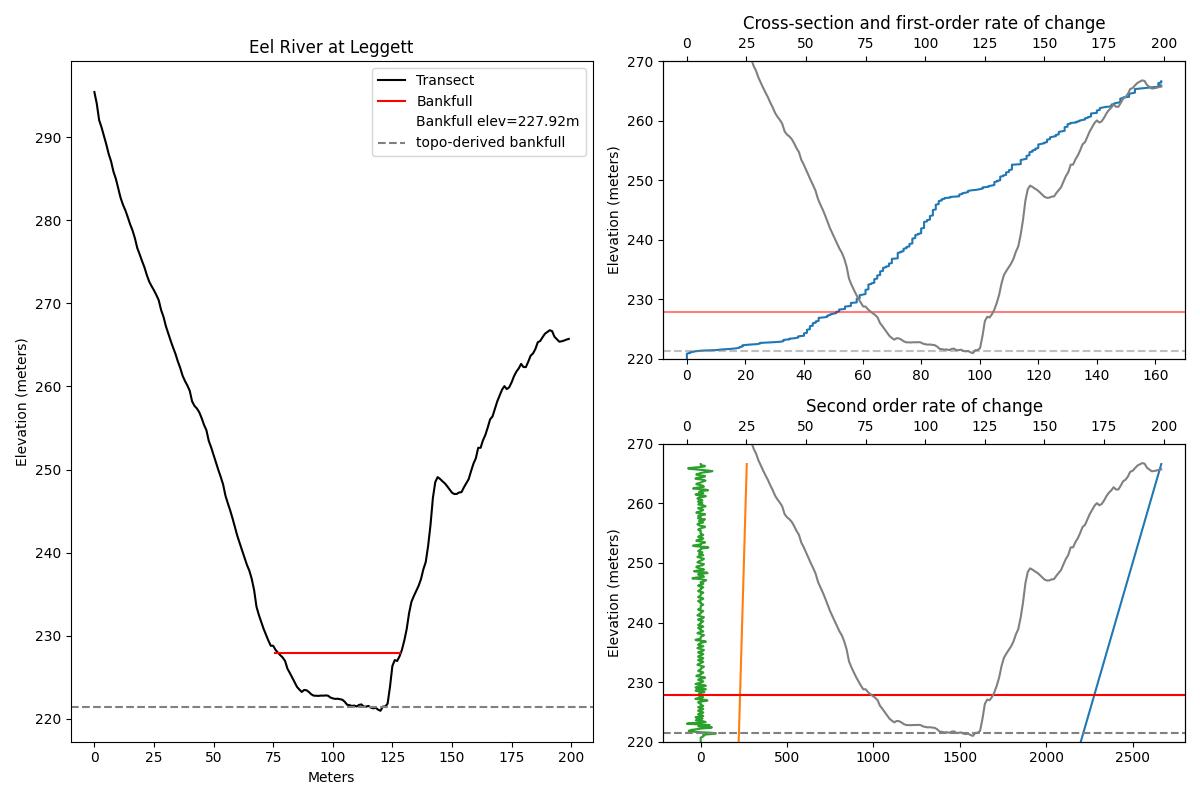 Eel River at Leggett
Transect
Bankfull
Bankfull elev=227.92m
topo-derived bankfull
Elevation (meters)
290
280
270
260
250
240
230
220
0 25 50 75 100 125 150 175 200
Meters
Cross-section and first-order rate of change
0 25 50 75 100 125 150 175 200
Elevation (meters)
270
260
250
240
230
220
0 20 40 60 80 100 120 140 160
Second order rate of change
0 25 50 75 100 125 150 175 200
Elevation (meters)
270
260
250
240
230
220
0 500 1000 1500 2000 2500